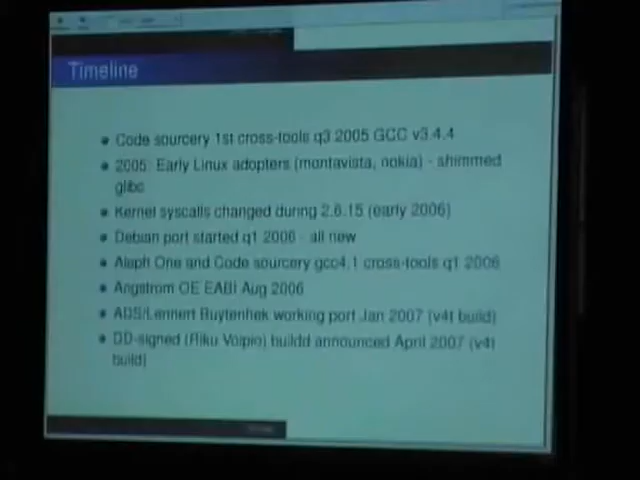 Timeline
Code sourcery 1st cross-tools q3 2005 GCC v3.4.4
2005: Early Linux adopters (montavista, nokia) - shimmed
glibc
Kernel syscalls changed during 2.6.15 (early 2006)
Debian port started q1 2006 - all new
Aleph One and Code sourcery gcc4.1 cross-tools q1 2006
Angstrom OE EABI Aug 2006
ADS/Lennert Buytenhek working port Jan 2007 (v4t build)
DD-signed (Riku Voipio) buildd announced April 2007 (v4t
build)